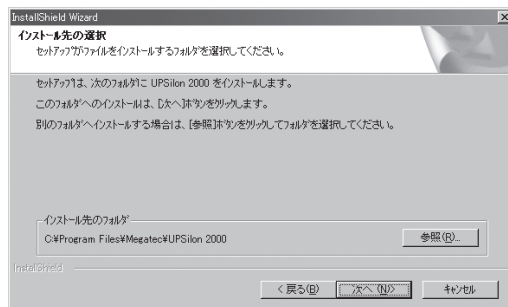 InstallShield Wizard
インストール先の選択
セットアップがファイルをインストールするフォルダを選択してください。
セットアップは、次のフォルダに UPSilon 2000 をインストールします。
このフォルダへのインストールは、[次へ]ボタンをクリックします。
別のフォルダへインストールする場合は、[参照]ボタンをクリックしてフォルダを選択してください。
インストール先のフォルダ
C:¥Program Files¥Megatec¥UPSilon 2000
参照(R)...
InstallShield
< 戻る(B)
次へ (N)>
キャンセル